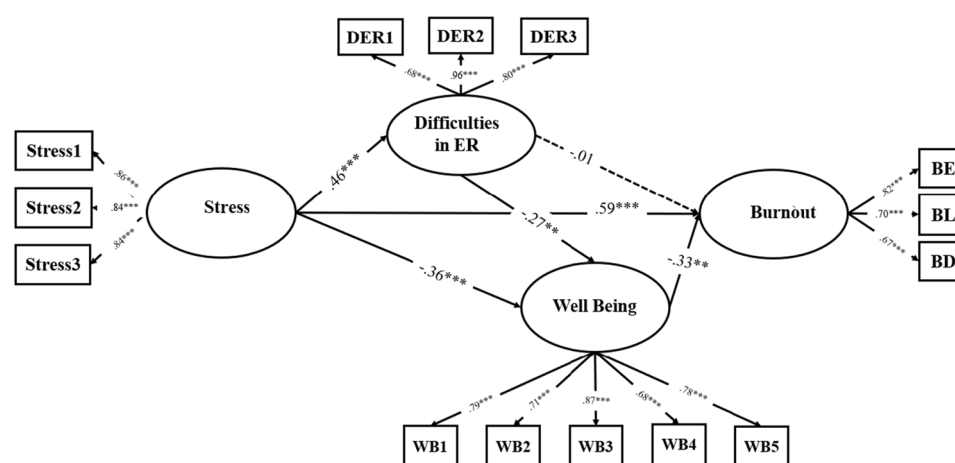 DER1
DER2
DER3
.68***
.96***
.80***
Difficulties
in ER
Stress1
Stress2
Stress3
.86***
.84***
.84***
Stress
.46***
-.01
.59***
-.27**
-.36***
-.33**
Burnout
.82***
.70***
.67***
BE
BL
BD
Well Being
.79***
.71***
.87***
.68***
.78***
WB1
WB2
WB3
WB4
WB5